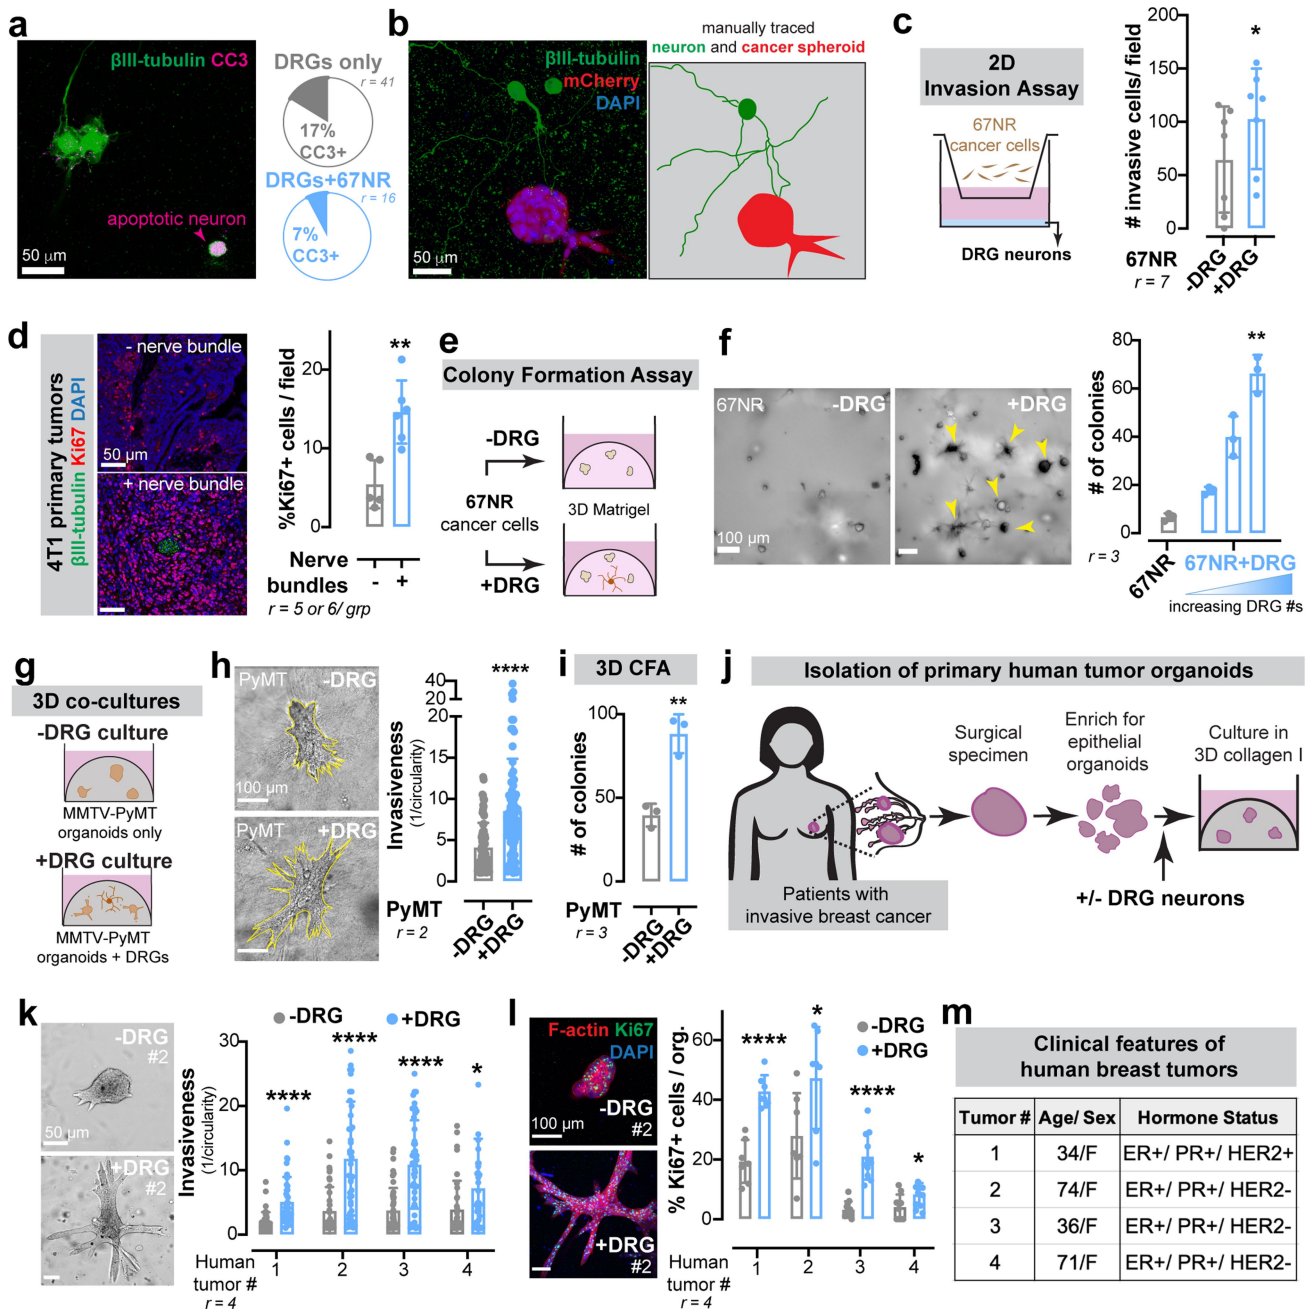 a
βIII-tubulin CC3
apoptotic neuron
50 μm
DRGs only
r = 41
17%
CC3+
DRGs+67NR
r = 16
7%
CC3+
b
βIII-tubulin
mCherry
DAPI
50 μm
manually traced
neuron and cancer spheroid
c
2D
Invasion Assay
67NR
cancer cells
DRG neurons
# invasive cells/ field
200
150
100
50
0
*
67NR
r = 7
-DRG
+DRG
d
4T1 primary tumors
βIII-tubulin Ki67 DAPI
- nerve bundle
50 μm
+ nerve bundle
%Ki67+ cells / field
20
10
0
**
Nerve
bundles
- +
r = 5 or 6/ grp
e
Colony Formation Assay
-DRG
67NR
cancer cells
+DRG
3D Matrigel
f
67NR
-DRG
100 μm
+DRG
# of colonies
80
60
40
20
0
**
r = 3
67NR
67NR+DRG
increasing DRG #s
g
3D co-cultures
-DRG culture
MMTV-PyMT
organoids only
+DRG culture
MMTV-PyMT
organoids + DRGs
h
PyMT
-DRG
100 μm
PyMT
+DRG
Invasiveness
(1/circularity)
40
20
20
15
10
5
0
****
PyMT
r = 2
-DRG
+DRG
i
3D CFA
# of colonies
100
50
0
**
PyMT
r = 3
-DRG
+DRG
j
Isolation of primary human tumor organoids
Patients with
invasive breast cancer
Surgical
specimen
Enrich for
epithelial
organoids
Culture in
3D collagen I
+/- DRG neurons
k
-DRG
#2
50 μm
+DRG
#2
-DRG
+DRG
Invasiveness
(1/circularity)
30
20
10
0
****
****
****
*
Human
tumor #
1 2 3 4
r = 4
l
F-actin Ki67
DAPI
100 μm
-DRG
#2
+DRG
#2
% Ki67+ cells / org.
60
40
20
0
****
*
****
*
-DRG
+DRG
Human
tumor #
1 2 3 4
r = 4
m
Clinical features of
human breast tumors
Tumor # Age/ Sex Hormone Status
1 34/F ER+/ PR+/ HER2+
2 74/F ER+/ PR+/ HER2-
3 36/F ER+/ PR+/ HER2-
4 71/F ER+/ PR+/ HER2-